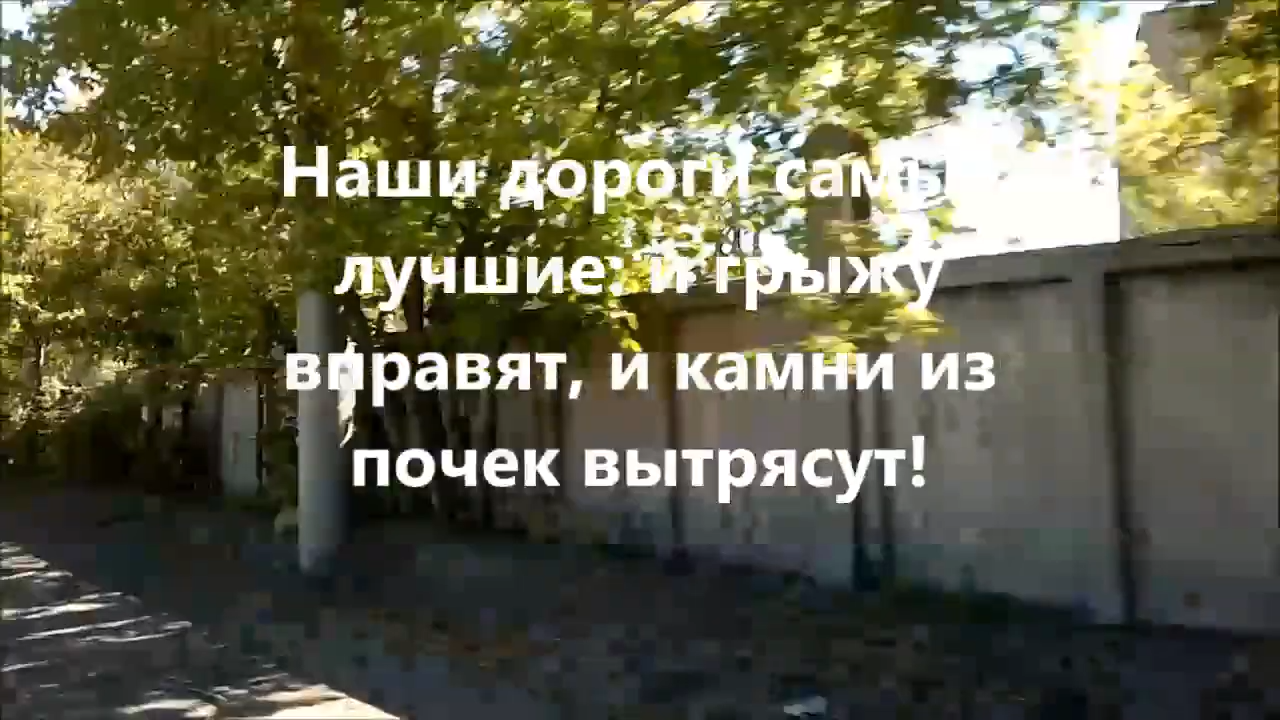 Наши дороги самые
лучшие: и грыжу
вправят, и камни из
почек вытрясут!